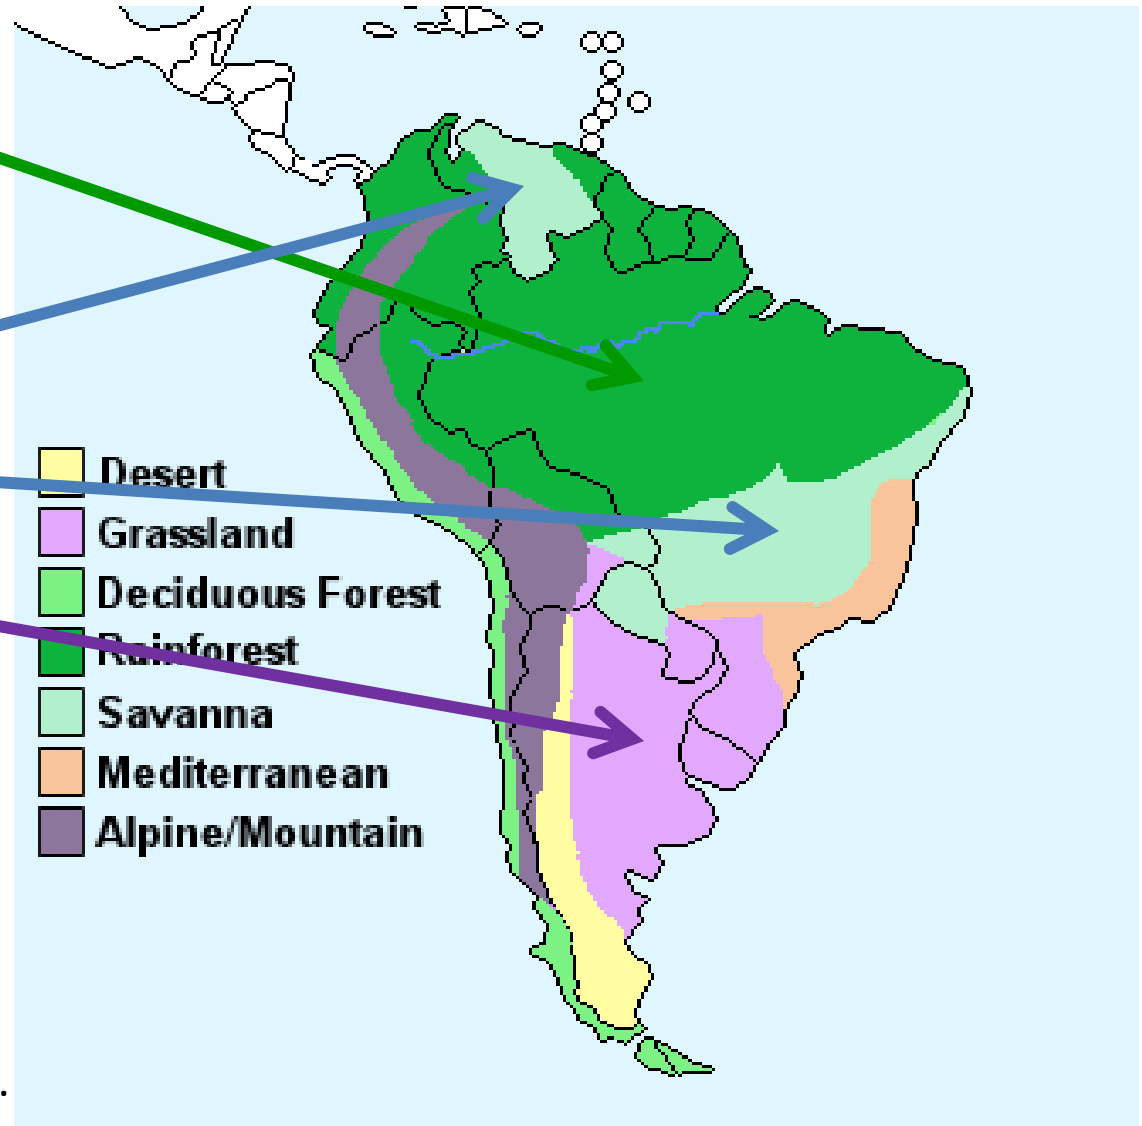 Desert
Grassland
Deciduous Forest
Rainforest
Savanna
Mediterranean
Alpine/Mountain
.